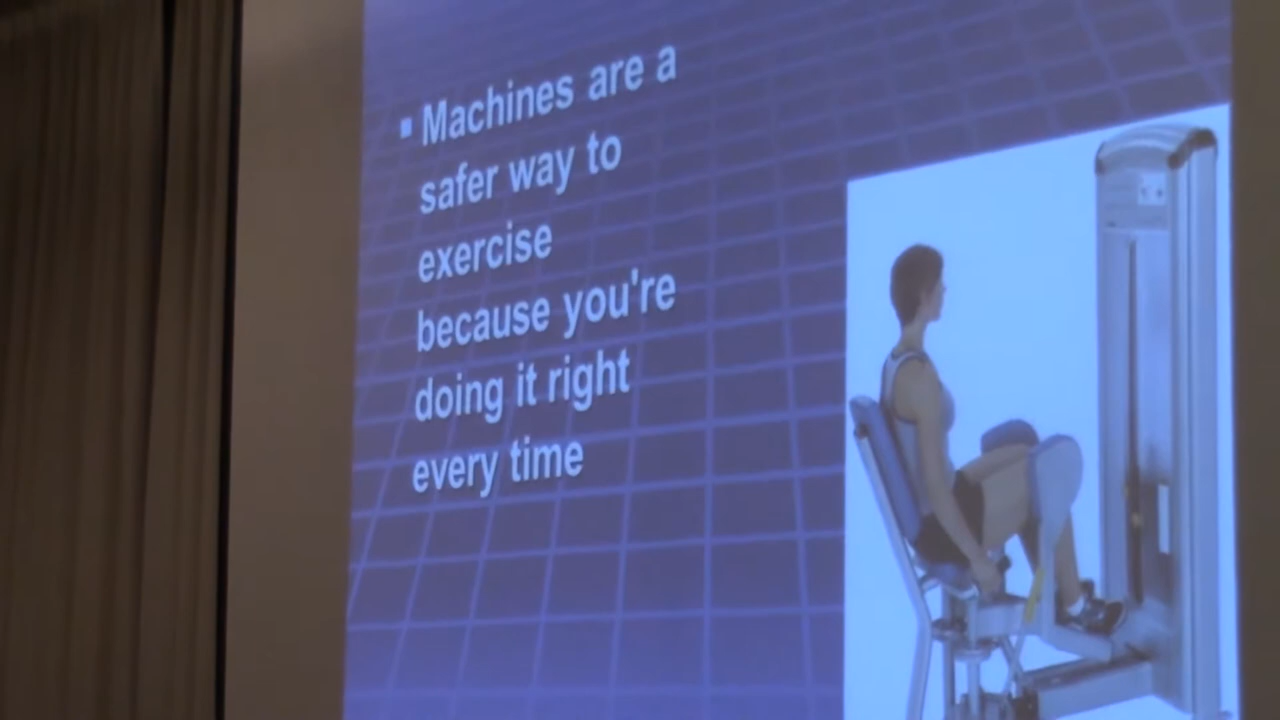 ▪ Machines are a
safer way to
exercise
because you're
doing it right
every time